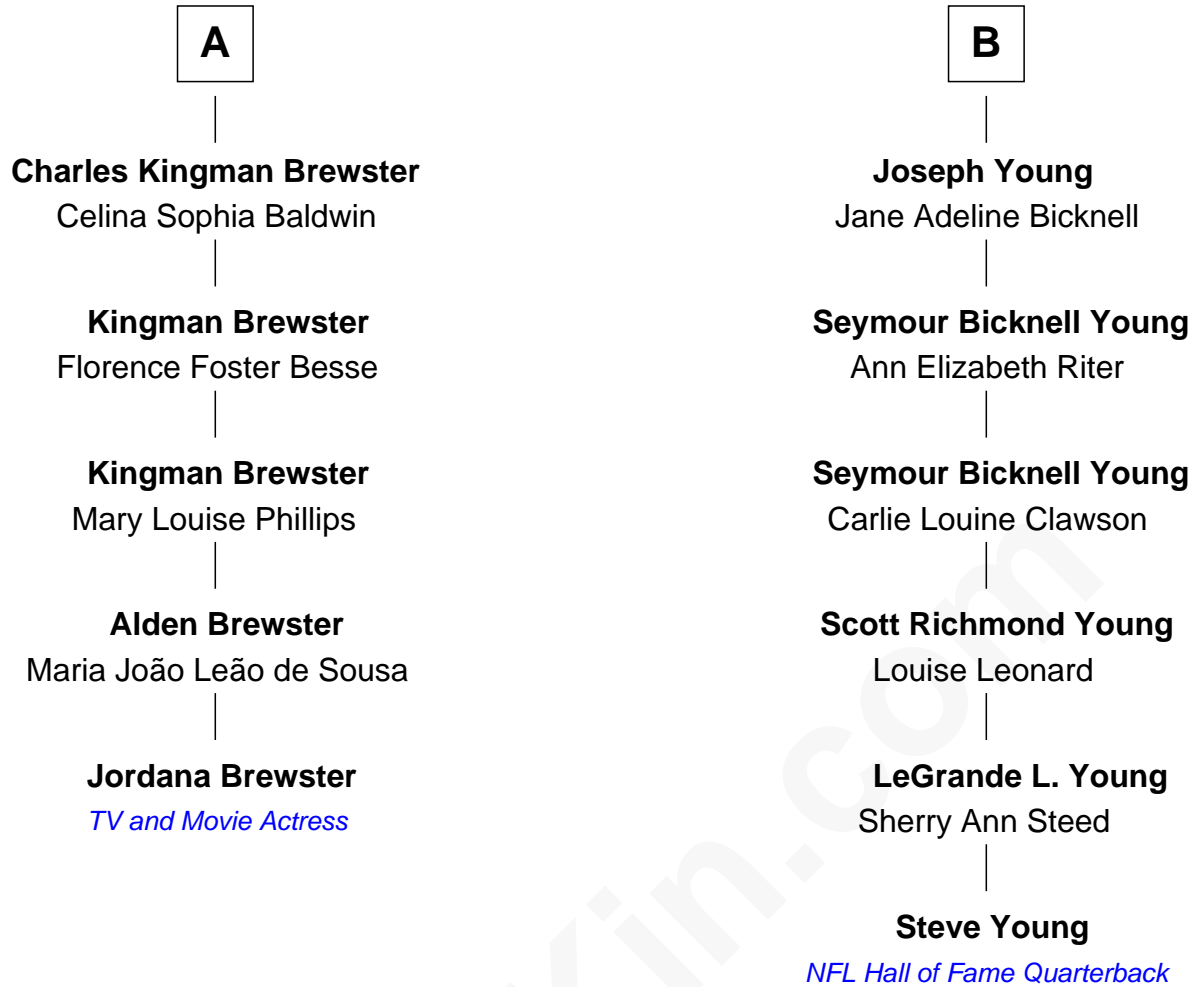 A
Charles Kingman Brewster
Celina Sophia Baldwin
Kingman Brewster
Florence Foster Besse
Kingman Brewster
Mary Louise Phillips
Alden Brewster
Maria João Leão de Sousa
Jordana Brewster
TV and Movie Actress
B
Joseph Young
Jane Adeline Bicknell
Seymour Bicknell Young
Ann Elizabeth Riter
Seymour Bicknell Young
Carlie Louine Clawson
Scott Richmond Young
Louise Leonard
LeGrande L. Young
Sherry Ann Steed
Steve Young
NFL Hall of Fame Quarterback
Kin.com